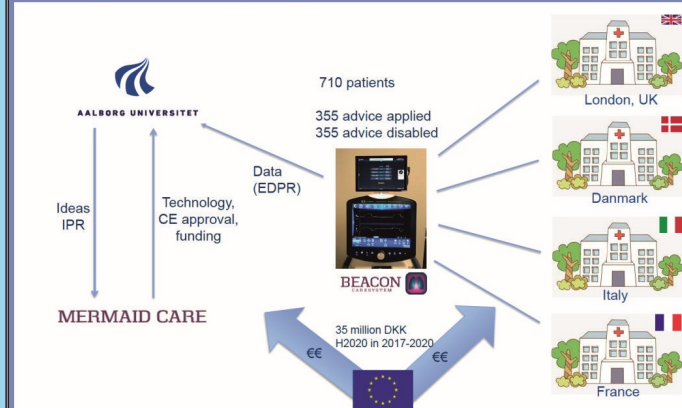 AALBORG UNIVERSITET
Ideas
IPR
Technology,
CE approval,
funding
MERMAID CARE
Data
(EDPR)
710 patients
355 advice applied
355 advice disabled
BEACON
CARESYSTEM
35 million DKK
H2020 in 2017-2020
€€
€€
London, UK
Danmark
Italy
France